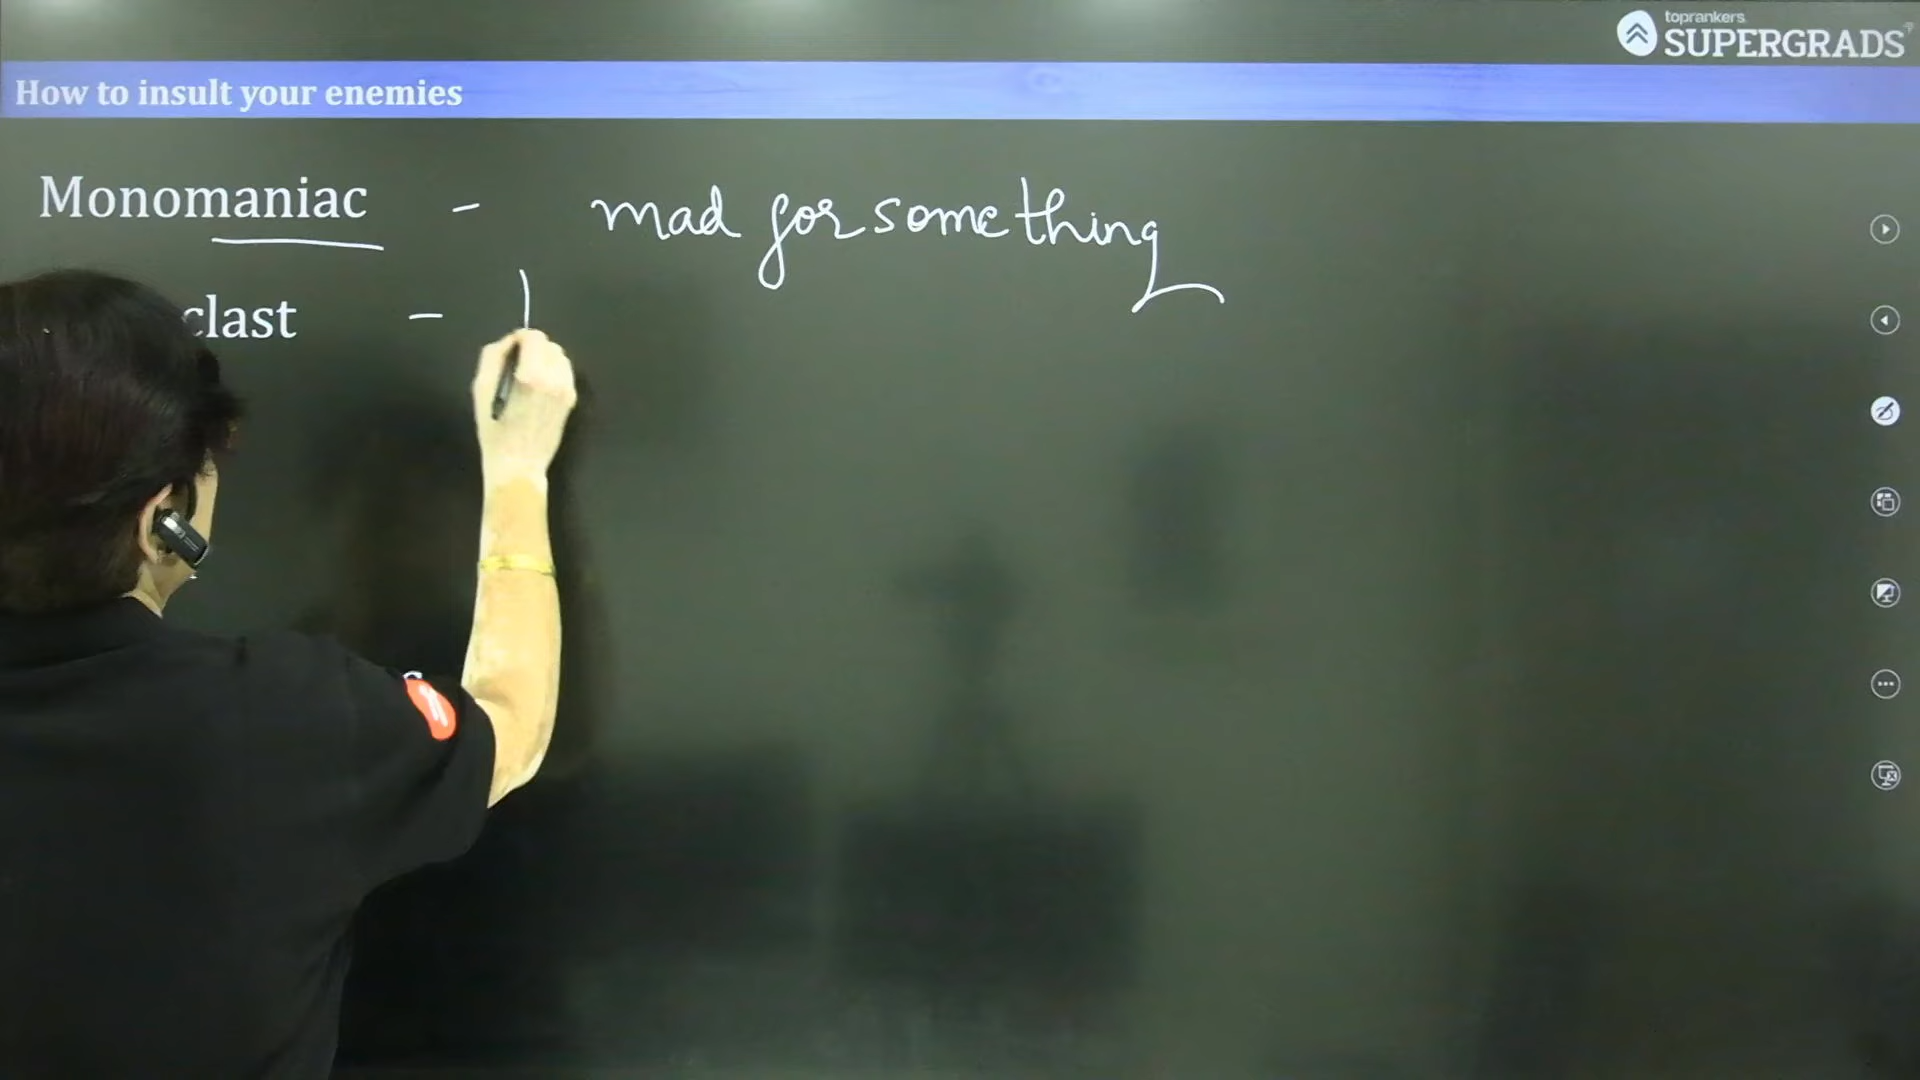 toprankers
SUPERGRADS
How to insult your enemies
Monomaniac - mad for something
clast -